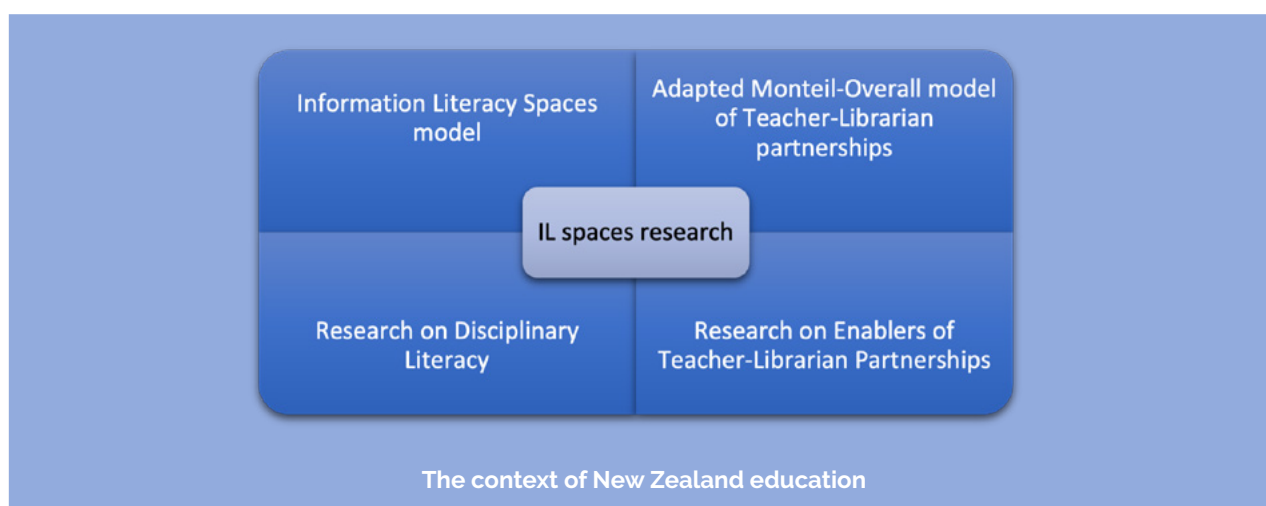 Information Literacy Spaces
model
Adapted Monteil-Overall model
of Teacher-Librarian
partnerships
IL spaces research
Research on Disciplinary
Literacy
Research on Enablers of
Teacher-Librarian Partnerships
The context of New Zealand education